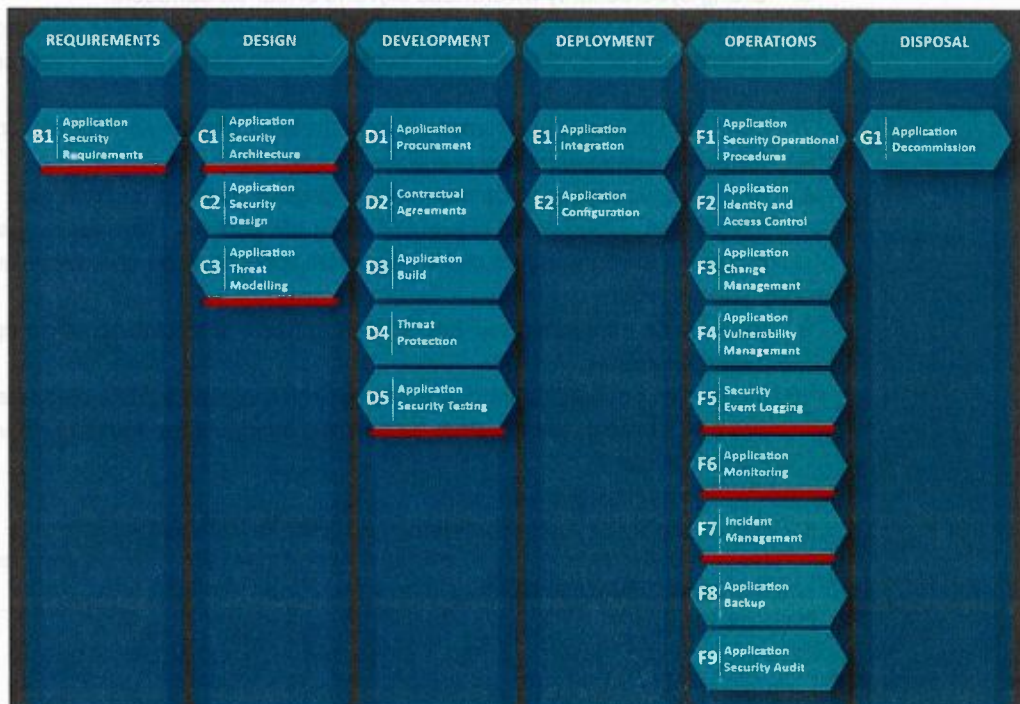 REQUIREMENTS
DESIGN
DEVELOPMENT
DEPLOYMENT
OPERATIONS
DISPOSAL
B1
Application
Security
Requirements
C1
Application
Security
Architecture
C2
Application
Security
Design
C3
Application
Threat
Modelling
D1
Application
Procurement
D2
Contractual
Agreements
D3
Application
Build
D4
Threat
Protection
D5
Application
Security Testing
E1
Application
Integration
E2
Application
Configuration
F1
Application
Security Operational
Procedures
F2
Application
Identity and
Access Control
F3
Application
Change
Management
F4
Application
Vulnerability
Management
F5
Security
Event Logging
F6
Application
Monitoring
F7
Incident
Management
F8
Application
Backup
F9
Application
Security Audit
G1
Application
Decommission